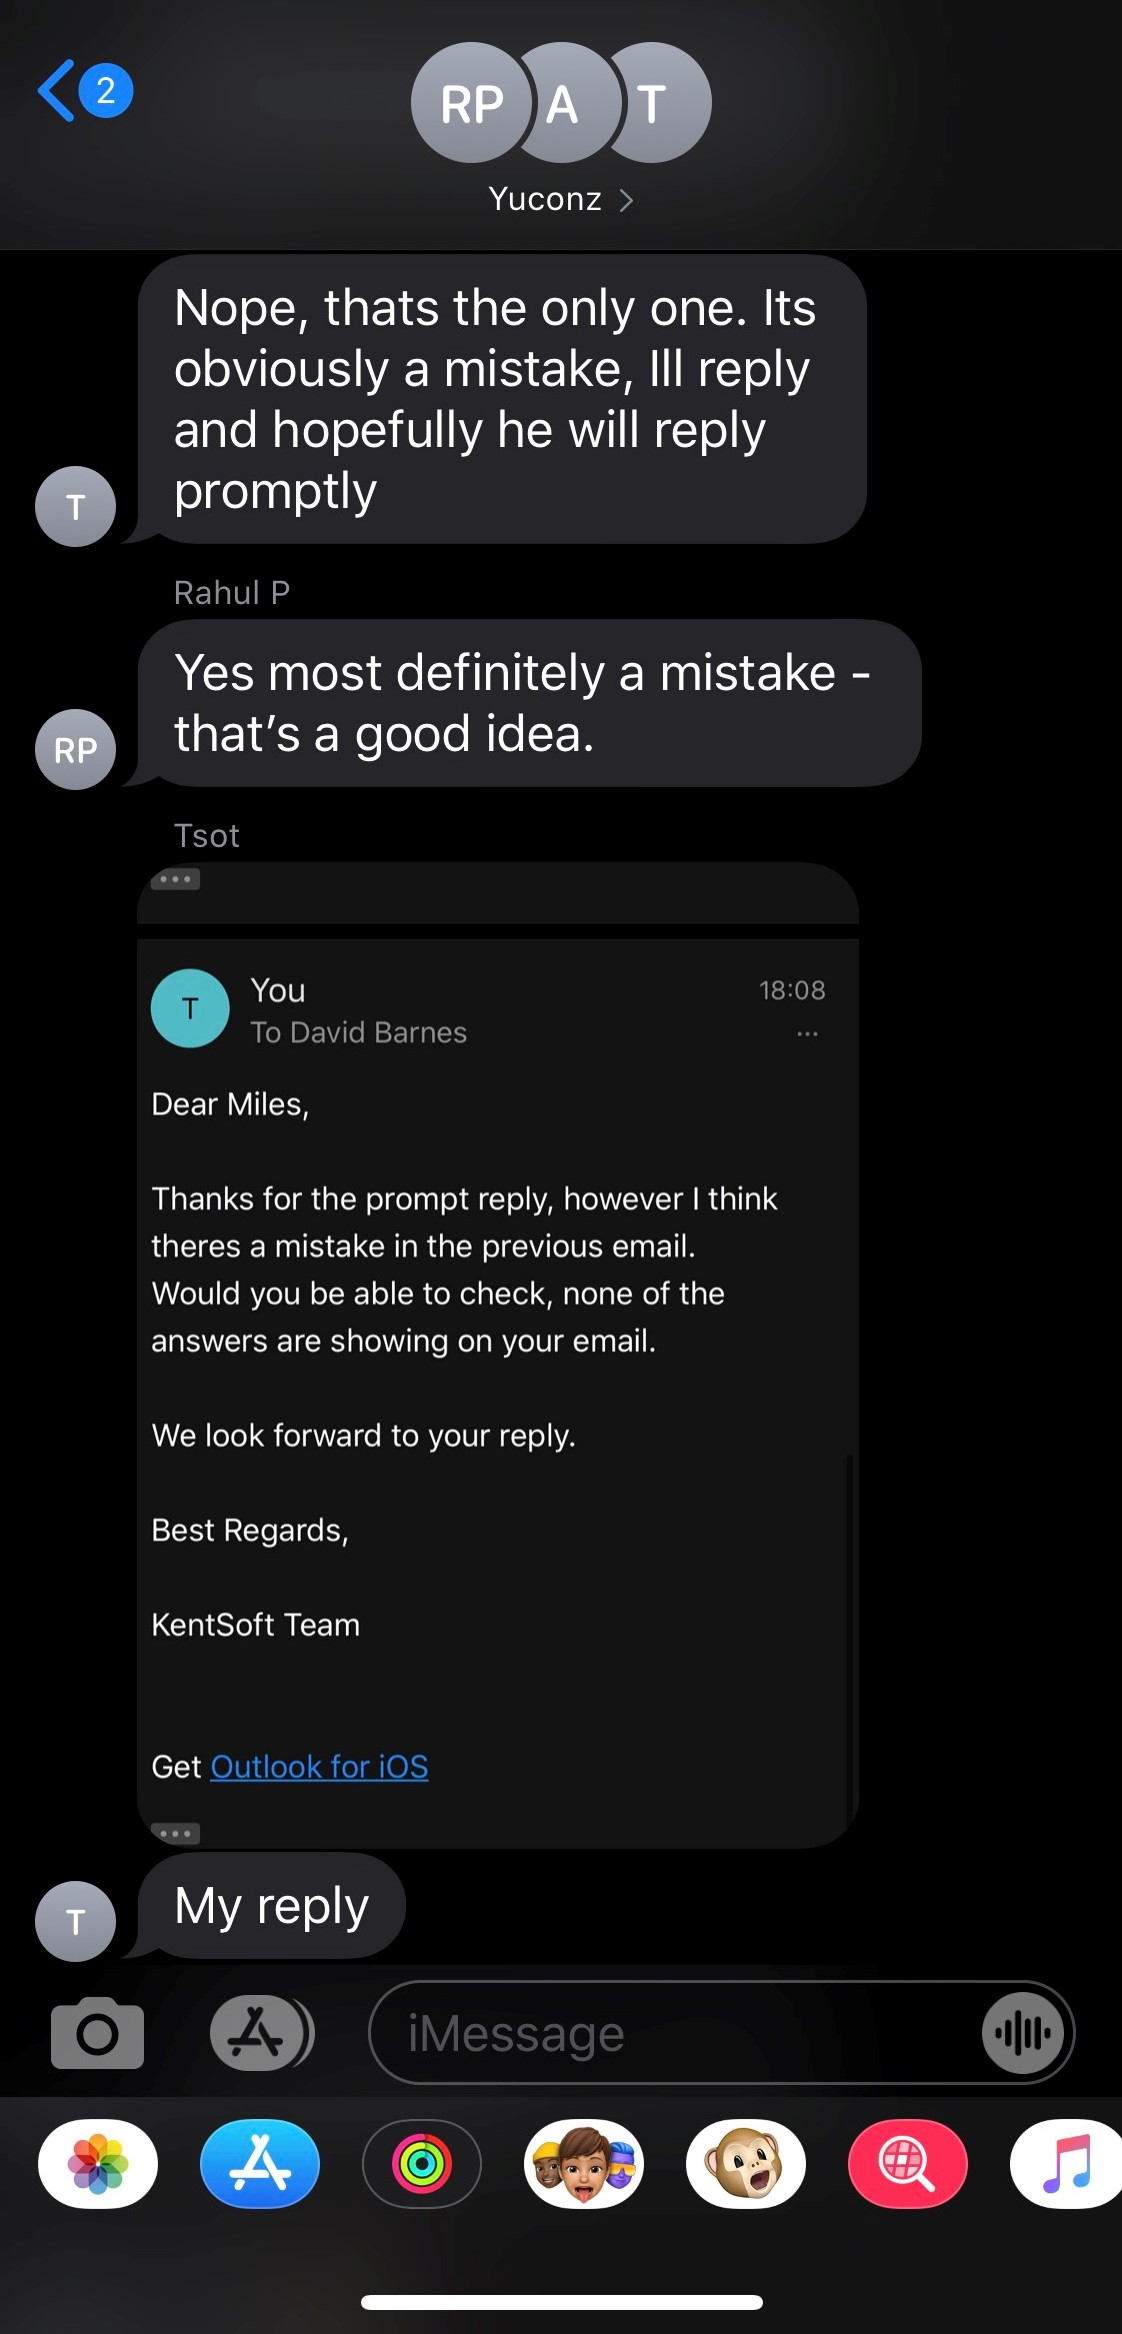 2
RP A T
Yuconz
Nope, thats the only one. Its
obviously a mistake, Ill reply
and hopefully he will reply
promptly
T
Rahul P
Yes most definitely a mistake -
that’s a good idea.
RP
Tsot
T
You
18:08
To David Barnes
Dear Miles,
Thanks for the prompt reply, however I think
theres a mistake in the previous email.
Would you be able to check, none of the
answers are showing on your email.
We look forward to your reply.
Best Regards,
KentSoft Team
Get Outlook for iOS
My reply
T
iMessage